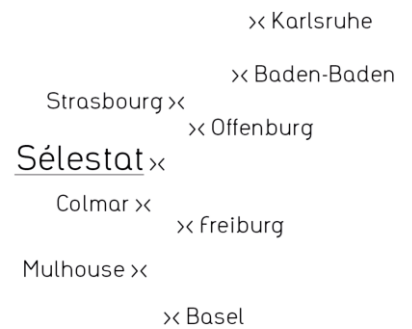 Karlsruhe
Baden-Baden
Strasbourg
Offenburg
Sélestat
Colmar
Freiburg
Mulhouse
Basel